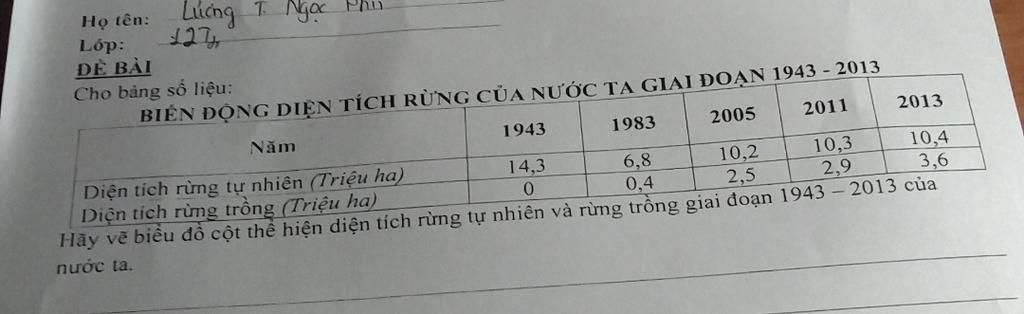 Họ tên: Lương T. Ngọc Phú
Lớp:
ĐỀ BÀI
Cho bảng số liệu:
BIẾN ĐỘNG DIỆN TÍCH RỪNG CỦA NƯỚC TA GIAI ĐOẠN 1943 - 2013
Năm 1943 1983 2005 2011 2013
Diện tích rừng tự nhiên (Triệu ha) 14,3 6,8 10,2 10,3 10,4
Diện tích rừng trồng (Triệu ha) 0 0,4 2,5 2,9 3,6
Hãy vẽ biểu đồ cột thể hiện diện tích rừng tự nhiên và rừng trồng giai đoạn 1943 – 2013 của
nước ta.